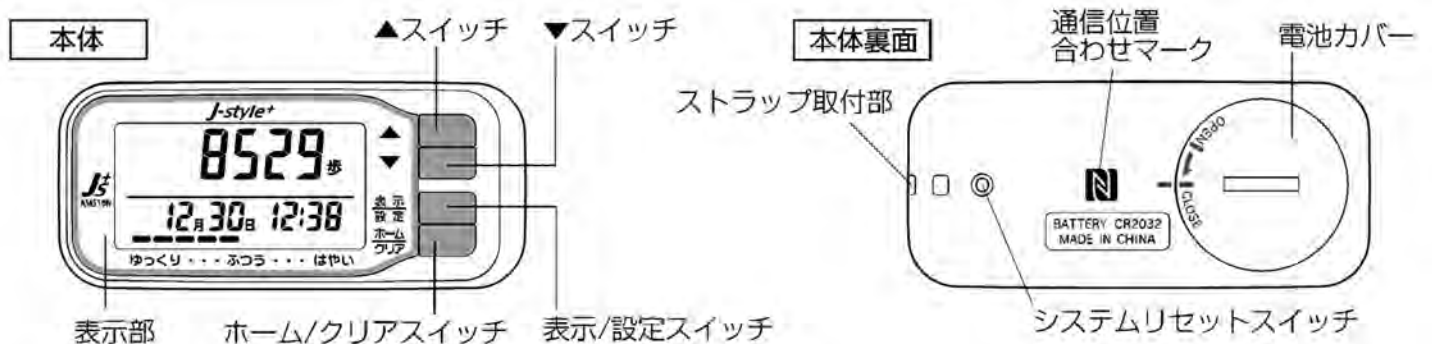 本体
▲スイッチ
▼スイッチ
J-style+
8529歩
▲
▼
12月30日 12:38
表示
設定
ホーム
クリア
ゆっくり・・・ふつう・・・はやい
表示部
ホーム/クリアスイッチ
表示/設定スイッチ
本体裏面
通信位置
合わせマーク
電池カバー
ストラップ取付部
OPEN
CLOSE
BATTERY CR2032
MADE IN CHINA
システムリセットスイッチ